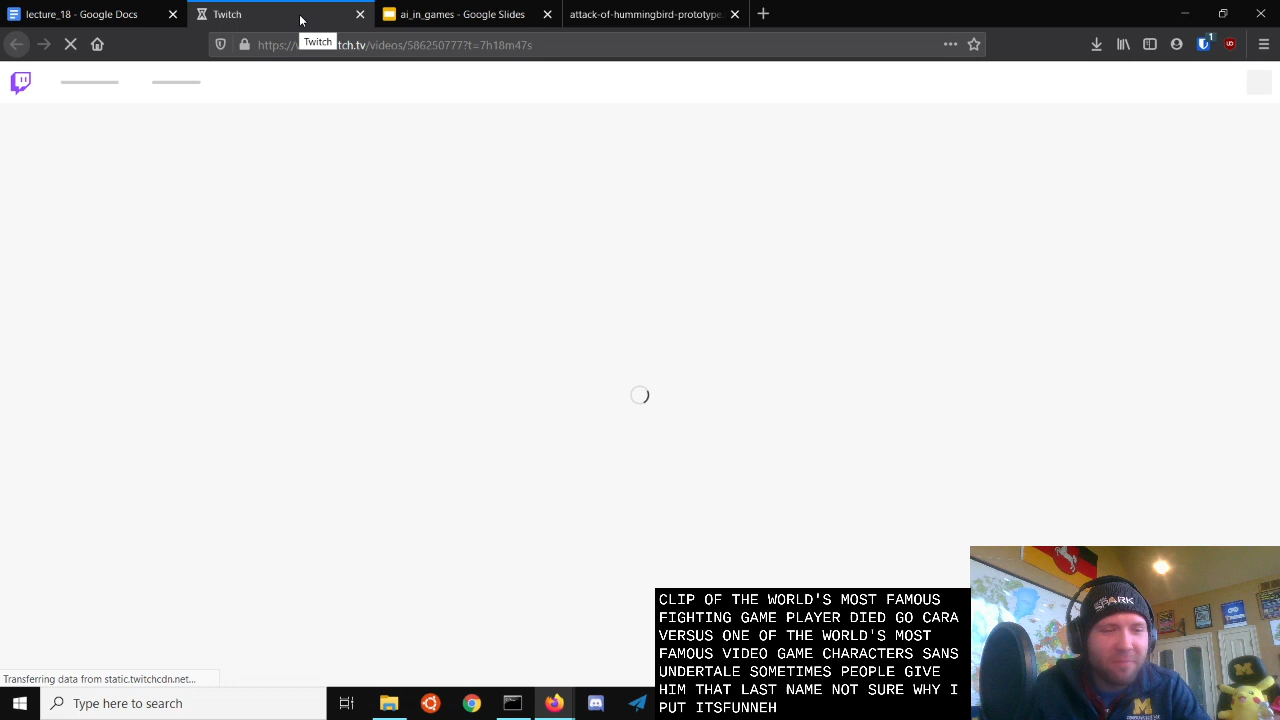 lecture_18 - Google Docs
Twitch
ai_in_games - Google Slides
attack-of-hummingbird-prototype.
tch.tv/videos/586250777?t=7h18m47s
Twitch
1
CLIP OF THE WORLD'S MOST FAMOUS
FIGHTING GAME PLAYER DIED GO CARA
VERSUS ONE OF THE WORLD'S MOST
FAMOUS VIDEO GAME CHARACTERS SANS
UNDERTALE SOMETIMES PEOPLE GIVE
HIM THAT LAST NAME NOT SURE WHY I
PUT ITSFUNNEH
Transferring data from static.twitchcdn.net...
Type here to search
M
M